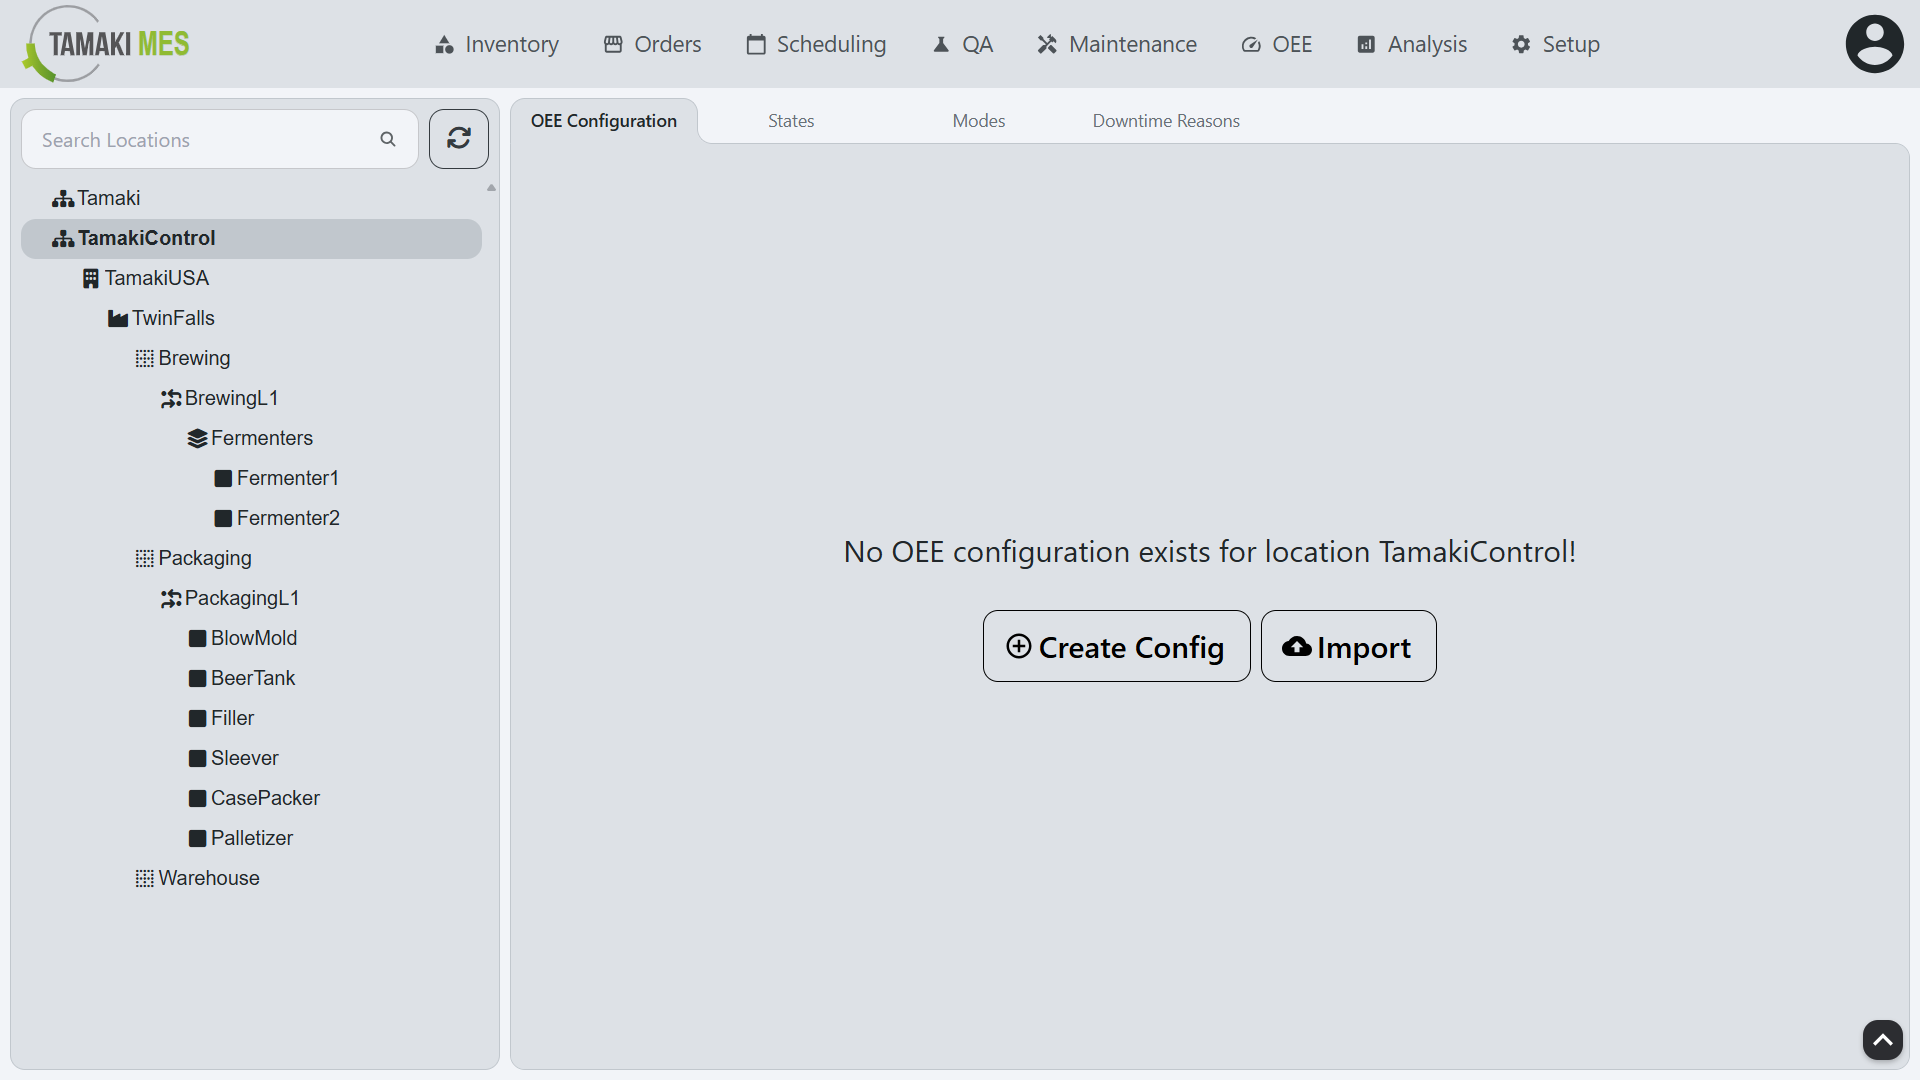 TAMAKI MES
Inventory
Orders
Scheduling
QA
Maintenance
OEE
Analysis
Setup
Search Locations
Tamaki
TamakiControl
TamakiUSA
TwinFalls
Brewing
BrewingL1
Fermenters
Fermenter1
Fermenter2
Packaging
PackagingL1
BlowMold
BeerTank
Filler
Sleever
CasePacker
Palletizer
Warehouse
OEE Configuration
States
Modes
Downtime Reasons
No OEE configuration exists for location TamakiControl!
Create Config
Import